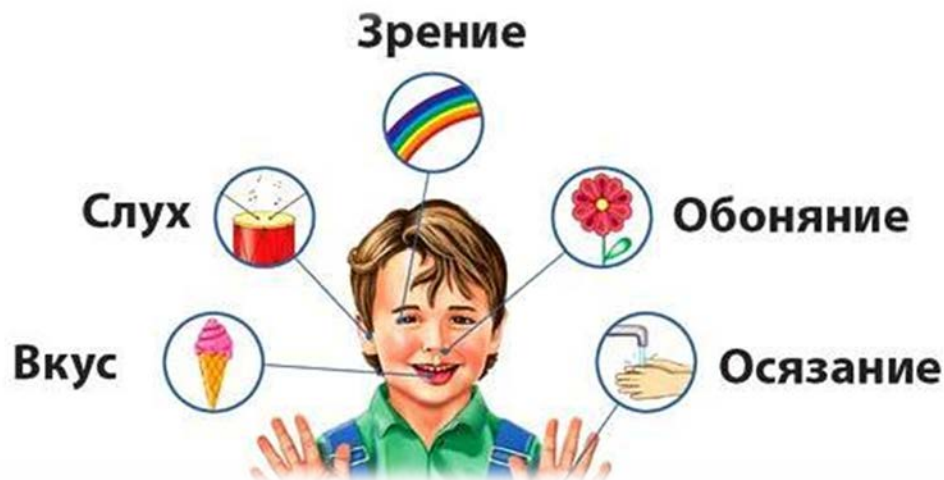 Зрение
Слух
Обоняние
Вкус
Осязание